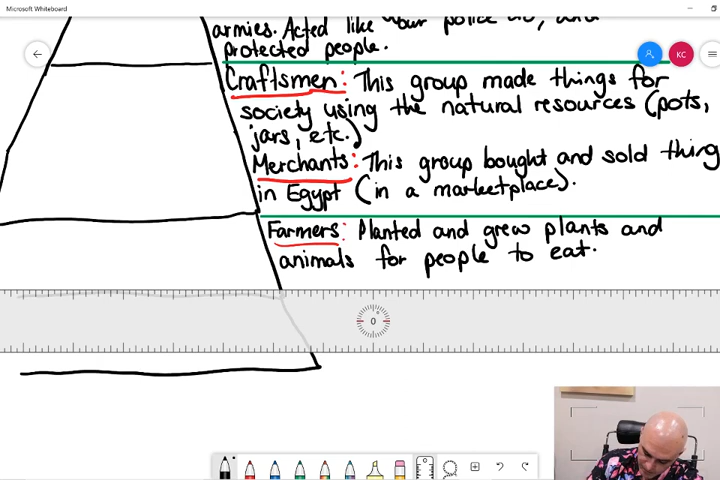 Microsoft Whiteboard
armies. Acted like our police do, and
protected people.
KC
Craftsmen: This group made things for
society using the natural resources (pots,
jars, etc.)
Merchants: This group bought and sold thing
in Egypt (in a marketplace).
Farmers: Planted and grew plants and
animals for people to eat.
0